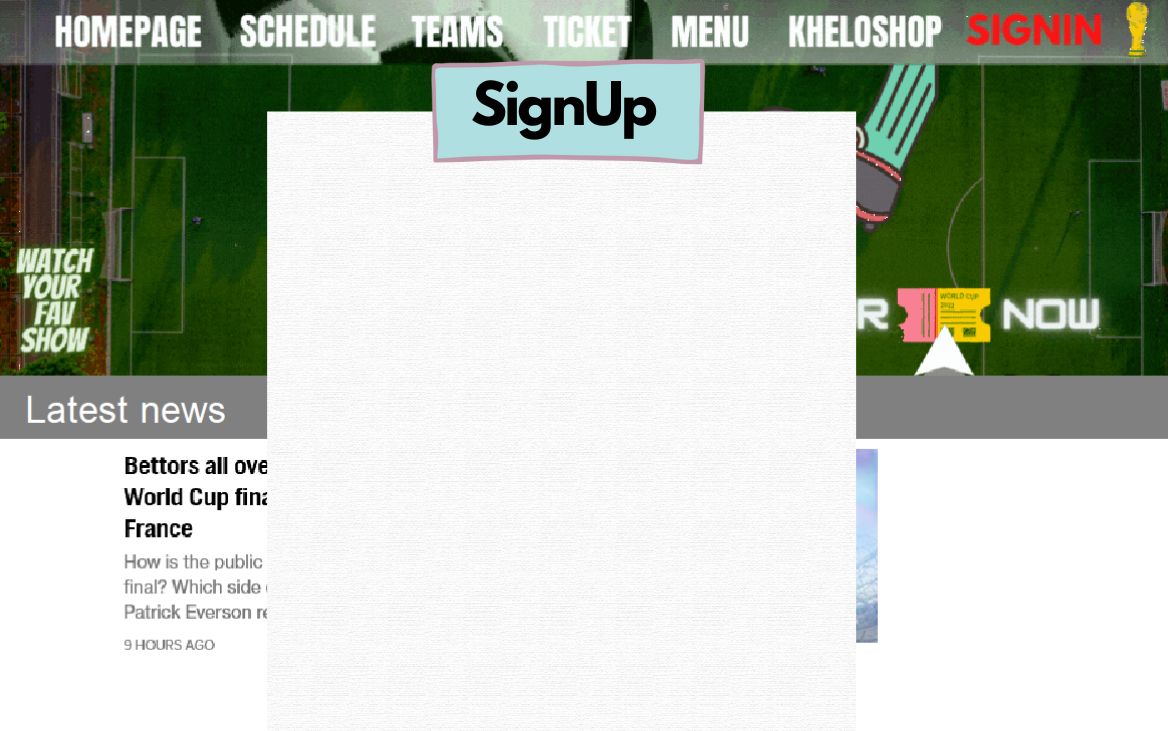 HOMEPAGE SCHEDULE TEAMS TICKET MENU KHELOSHOP SIGNIN
SignUp
WATCH
YOUR
FAV
SHOW
R NOW
WORLD CUP
2022
Latest news
Bettors all ove
World Cup fina
France
How is the public
final? Which side
Patrick Everson re
9 HOURS AGO